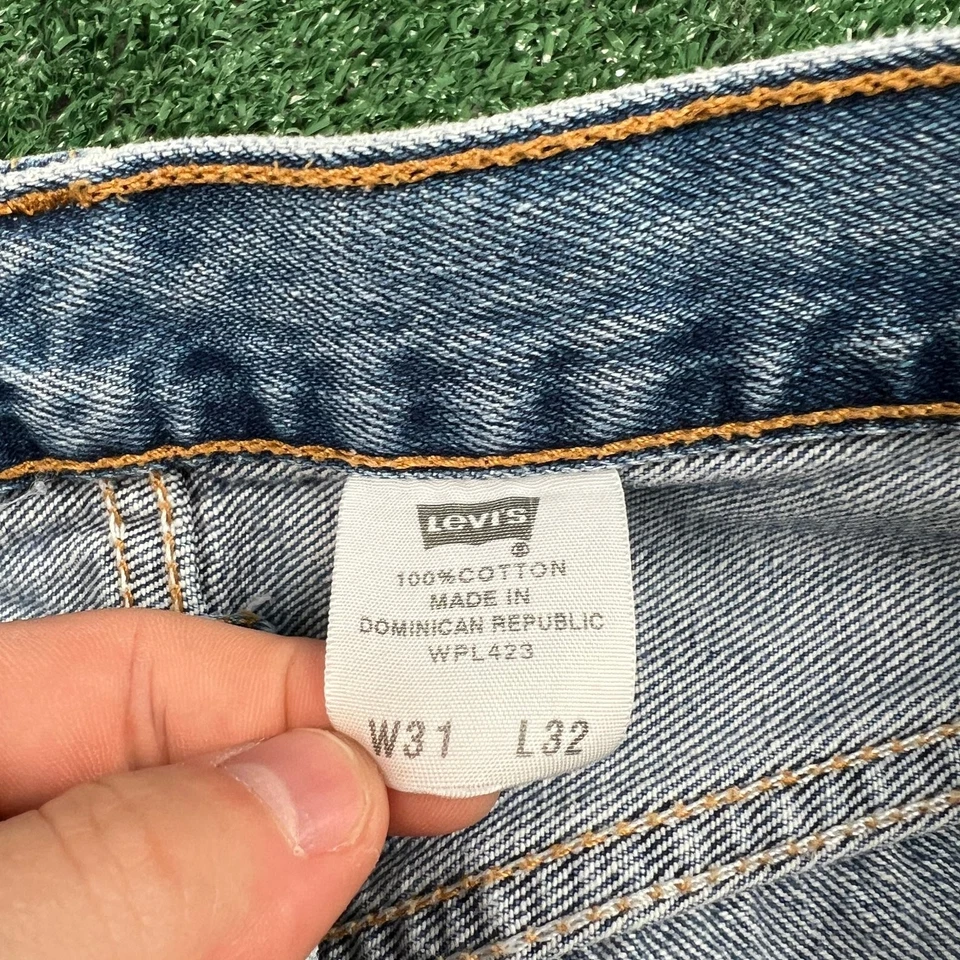 LEVI'S
®
100%COTTON
MADE IN
DOMINICAN REPUBLIC
WPL423
W31 L32